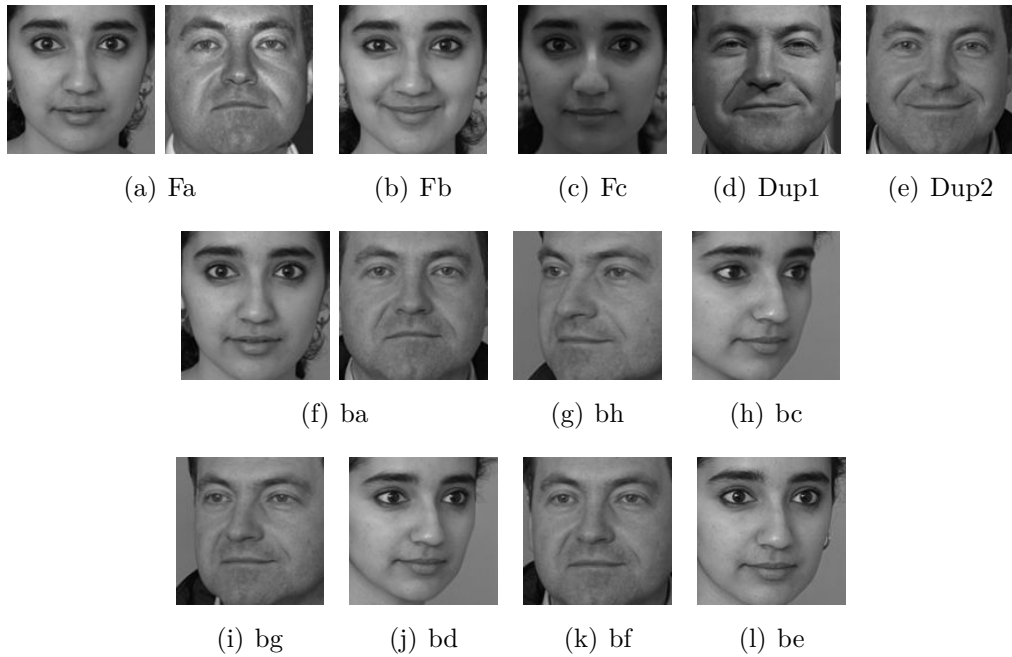 (a) Fa (b) Fb (c) Fc (d) Dup1 (e) Dup2
(f) ba (g) bh (h) bc
(i) bg (j) bd (k) bf (l) be